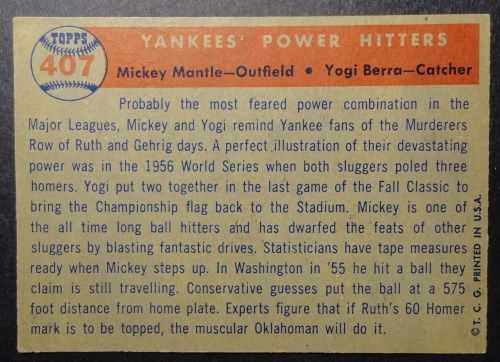 TOPPS
407
YANKEES' POWER HITTERS
Mickey Mantle—Outfield • Yogi Berra—Catcher
Probably the most feared power combination in the
Major Leagues, Mickey and Yogi remind Yankee fans of the Murderers
Row of Ruth and Gehrig days. A perfect illustration of their devastating
power was in the 1956 World Series when both sluggers poled three
homers. Yogi put two together in the last game of the Fall Classic to
bring the Championship flag back to the Stadium. Mickey is one of
the all time long ball hitters and has dwarfed the feats of other
sluggers by blasting fantastic drives. Statisticians have tape measures
ready when Mickey steps up. In Washington in '55 he hit a ball they
claim is still travelling. Conservative guesses put the ball at a 575
foot distance from home plate. Experts figure that if Ruth's 60 Homer
mark is to be topped, the muscular Oklahoman will do it.
© T. C. G. PRINTED IN U.S.A.